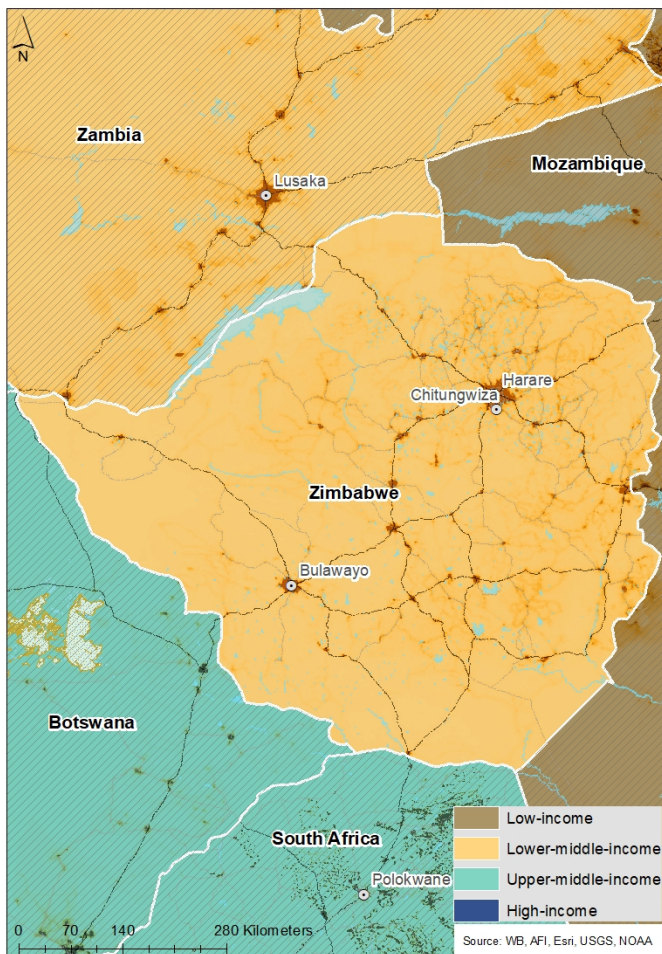 N
Zambia
Mozambique
Lusaka
Harare
Chitungwiza
Zimbabwe
Bulawayo
Botswana
South Africa
Polokwane
Low-income
Lower-middle-income
Upper-middle-income
High-income
0 70 140 280 Kilometers
Source: WB, AFI, Esri, USGS, NOAA